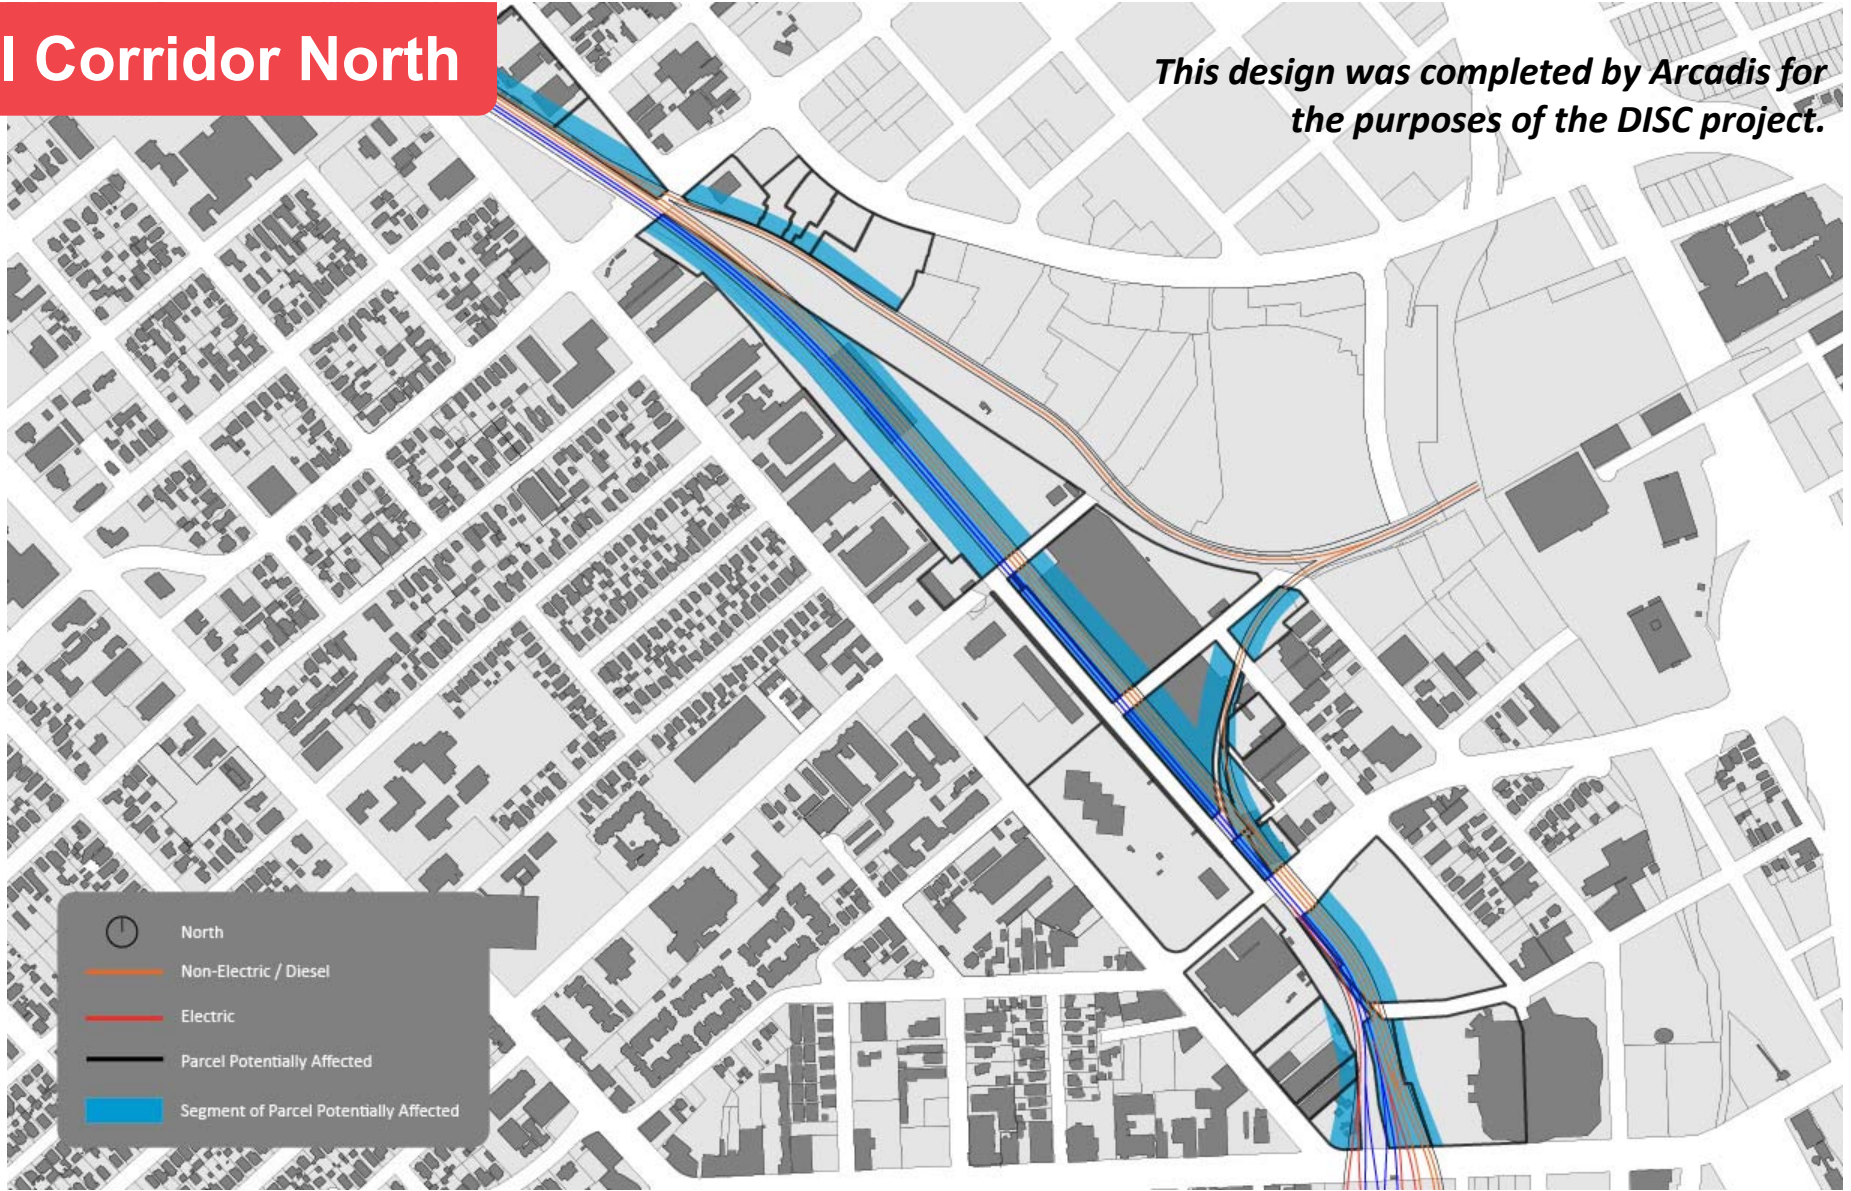 l Corridor North
This design was completed by Arcadis for
the purposes of the DISC project.
North
Non-Electric / Diesel
Electric
Parcel Potentially Affected
Segment of Parcel Potentially Affected